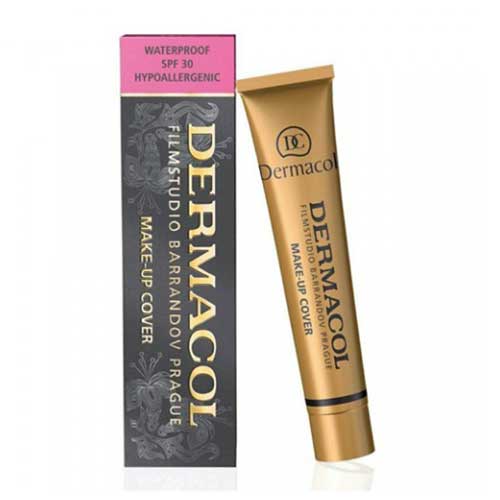 WATERPROOF
SPF 30
HYPOALLERGENIC
DERMACOL
FILMSTUDIO BARRANDOV PRAGUE
MAKE-UP COVER
DC
Dermacol
DERMACOL
FILMSTUDIO BARRANDOV PRAGUE
MAKE-UP COVER